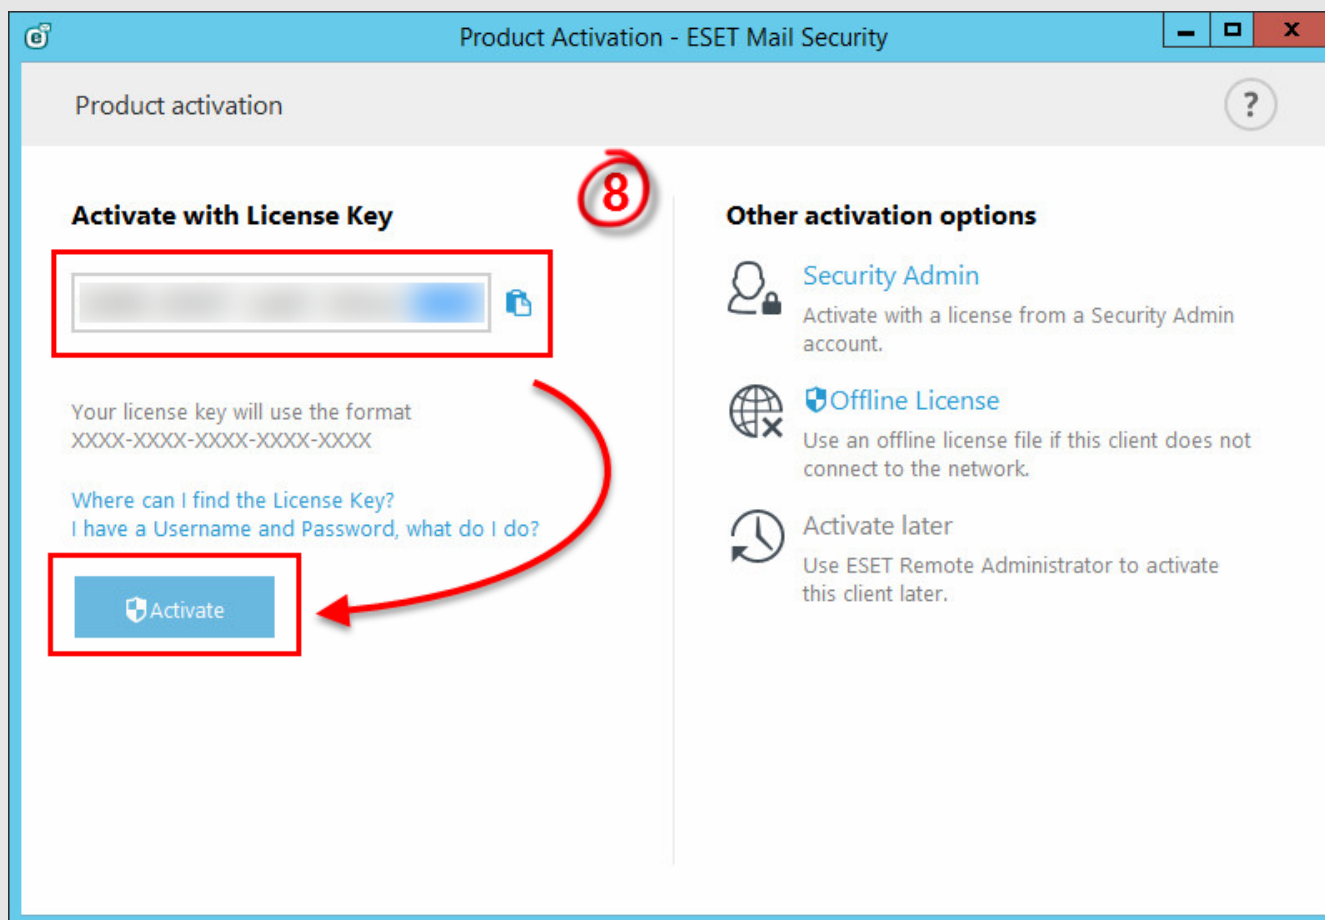 Product Activation - ESET Mail Security
Product activation
?
8
Activate with License Key
Your license key will use the format
XXXX-XXXX-XXXX-XXXX-XXXX
Where can I find the License Key?
I have a Username and Password, what do I do?
Activate
Other activation options
Security Admin
Activate with a license from a Security Admin
account.
Offline License
Use an offline license file if this client does not
connect to the network.
Activate later
Use ESET Remote Administrator to activate
this client later.